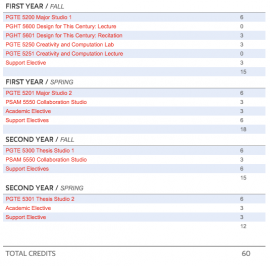 FIRST YEAR / FALL
PGTE 5200 Major Studio 1 6
PGHT 5600 Design for This Century: Lecture 0
PGHT 5601 Design for This Century: Recitation 3
PGTE 5250 Creativity and Computation Lab 3
PGTE 5251 Creativity and Computation Lecture 0
Support Elective 3
15
FIRST YEAR / SPRING
PGTE 5201 Major Studio 2 6
PSAM 5550 Collaboration Studio 3
Academic Elective 3
Support Electives 6
18
SECOND YEAR / FALL
PGTE 5300 Thesis Studio 1 6
PSAM 5550 Collaboration Studio 3
Support Electives 6
15
SECOND YEAR / SPRING
PGTE 5301 Thesis Studio 2 6
Academic Elective 3
Support Elective 3
12
TOTAL CREDITS 60